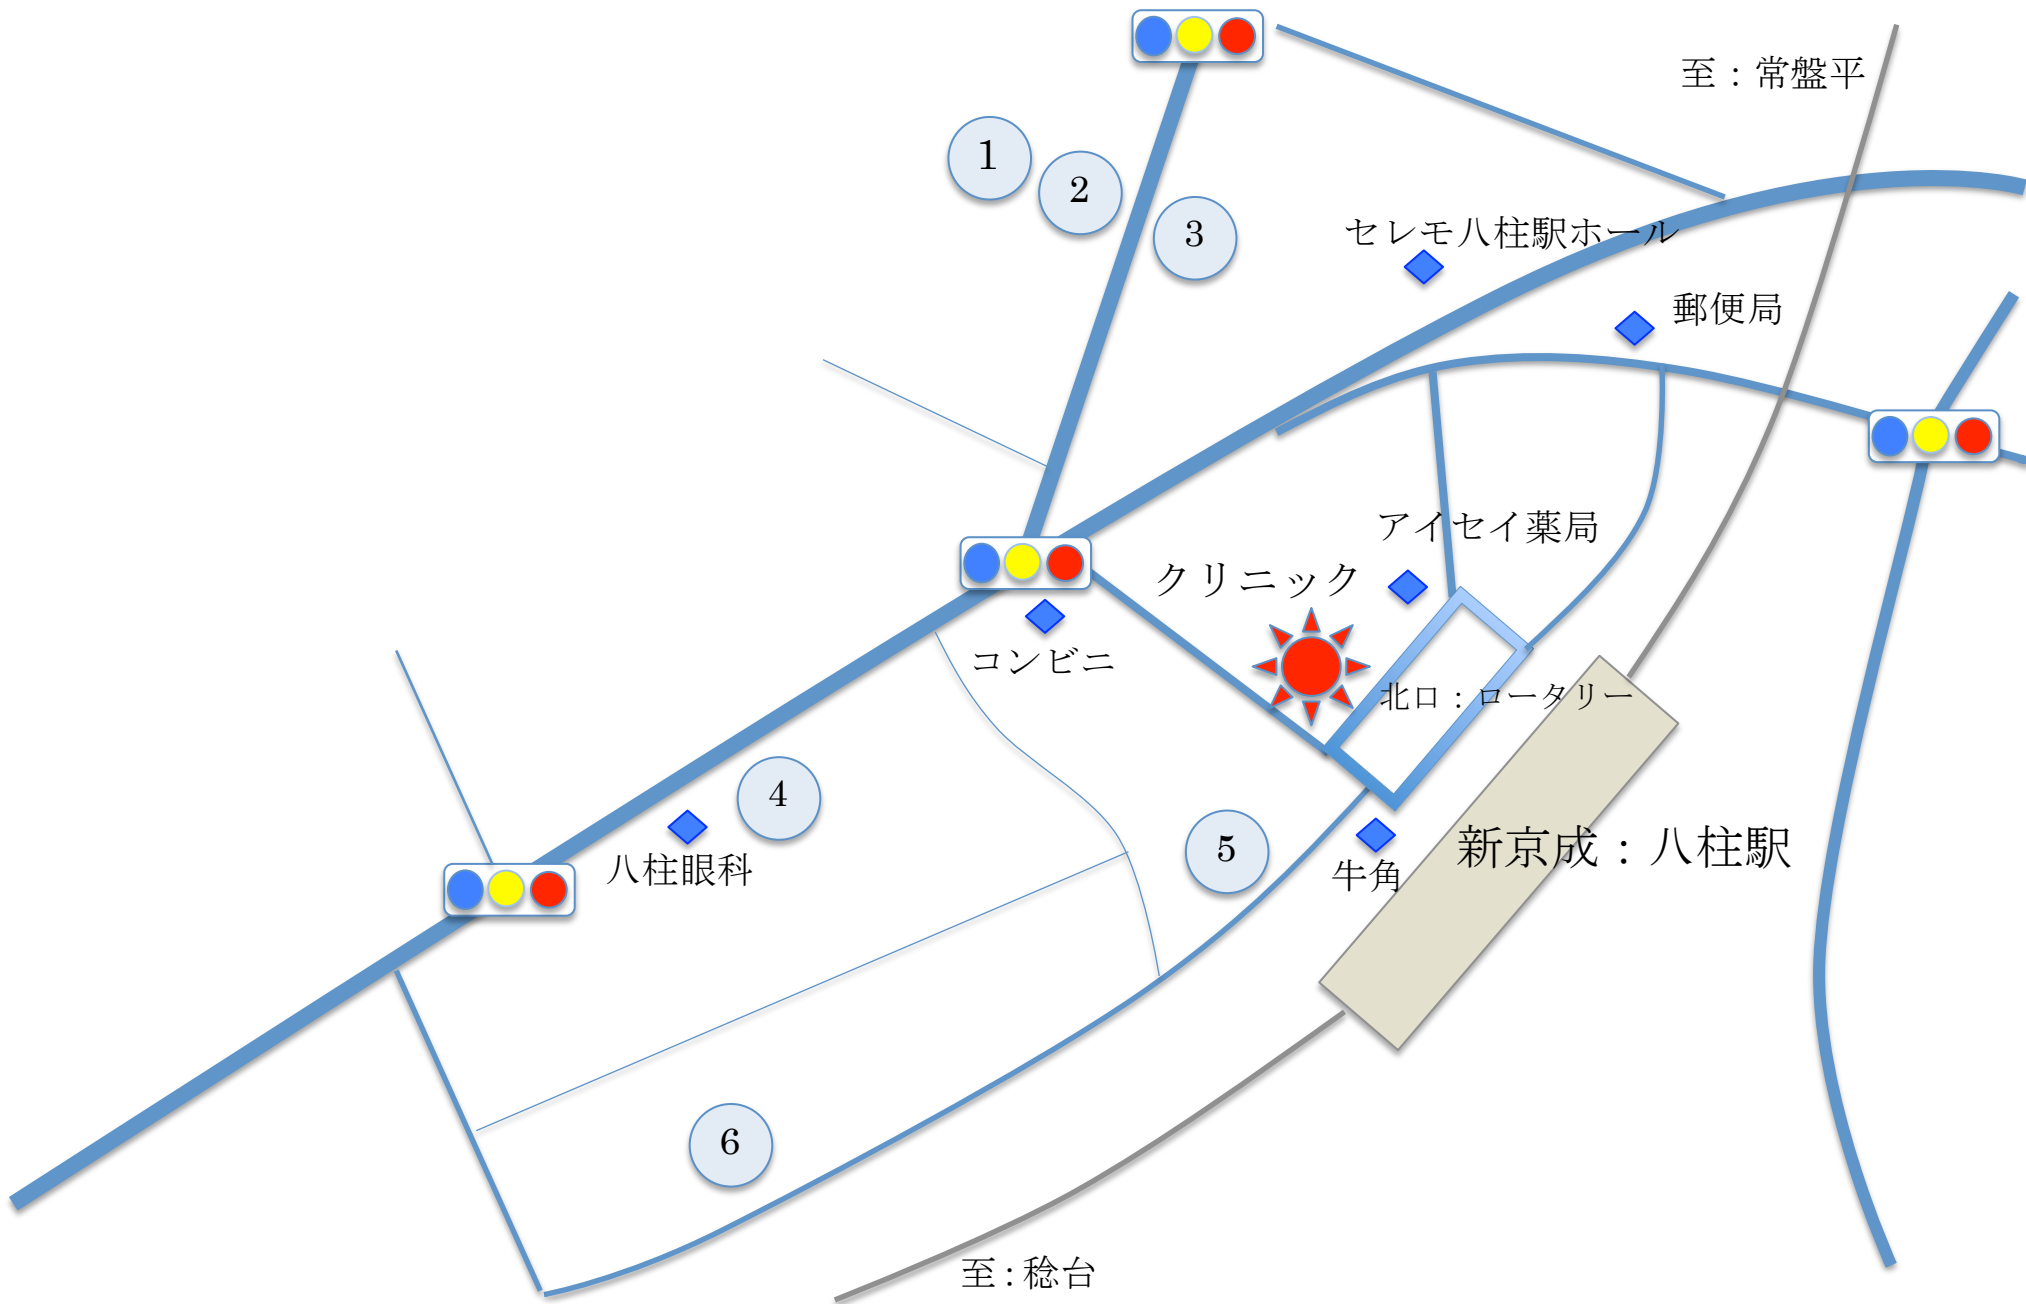 至：常盤平
1
2
3
セレモ八柱駅ホール
郵便局
アイセイ薬局
クリニック
コンビニ
北口：ロータリー
4
八柱眼科
5
新京成：八柱駅
牛角
6
至:稔台